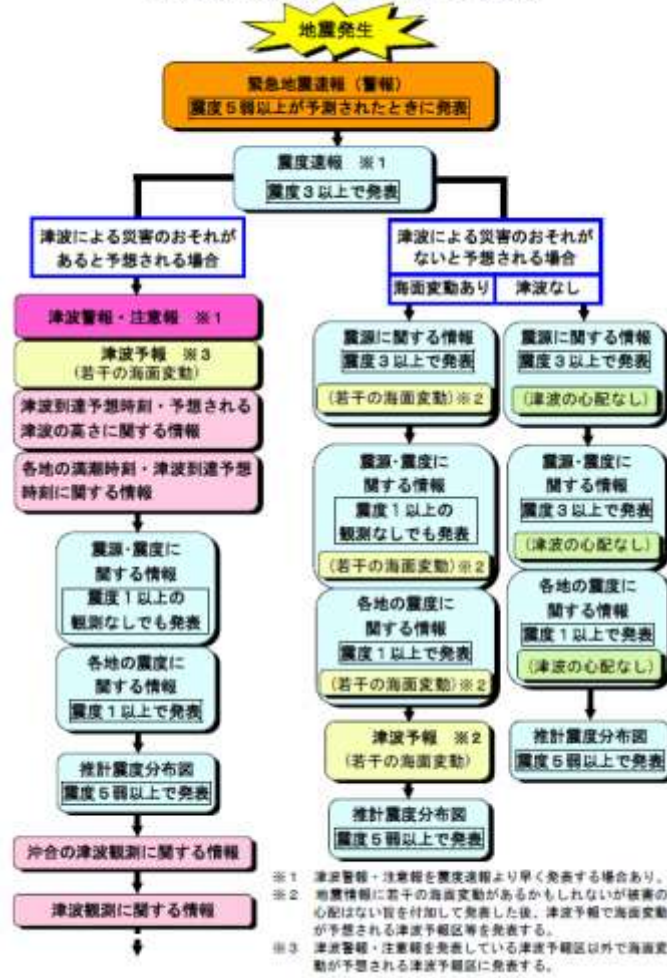 地震発生
緊急地震速報（警報）
震度５弱以上が予測されたときに発表
震度速報　※１
震度３以上で発表
津波による災害のおそれが
あると予想される場合
津波警報・注意報　※１
津波予報　※３
(若干の海面変動)
津波到達予想時刻・予想される
津波の高さに関する情報
各地の満潮時刻・津波到達予想
時刻に関する情報
震源・震度に
関する情報
震度１以上の
観測なしでも発表
各地の震度に
関する情報
震度１以上で発表
推計震度分布図
震度５弱以上で発表
沖合の津波観測に関する情報
津波観測に関する情報
津波による災害のおそれが
ないと予想される場合
海面変動あり
津波なし
震源に関する情報
震度３以上で発表
(若干の海面変動)※２
震源・震度に
関する情報
震度１以上の
観測なしでも発表
(若干の海面変動)※２
各地の震度に
関する情報
震度１以上で発表
(若干の海面変動)※２
津波予報　※２
(若干の海面変動)
推計震度分布図
震度５弱以上で発表
震源に関する情報
震度３以上で発表
(津波の心配なし)
震源・震度に
関する情報
震度３以上で発表
(津波の心配なし)
各地の震度に
関する情報
震度１以上で発表
(津波の心配なし)
推計震度分布図
震度５弱以上で発表
※１　津波警報・注意報を震度速報より早く発表する場合あり。
※２　地震情報に若干の海面変動があるかもしれないが被害の
心配はない旨を付加して発表した後、津波予報で海面変動
が予想される津波予報区等を発表する。
※３　津波警報・注意報を発表している津波予報区以外で海面変
動が予想される津波予報区に発表する。